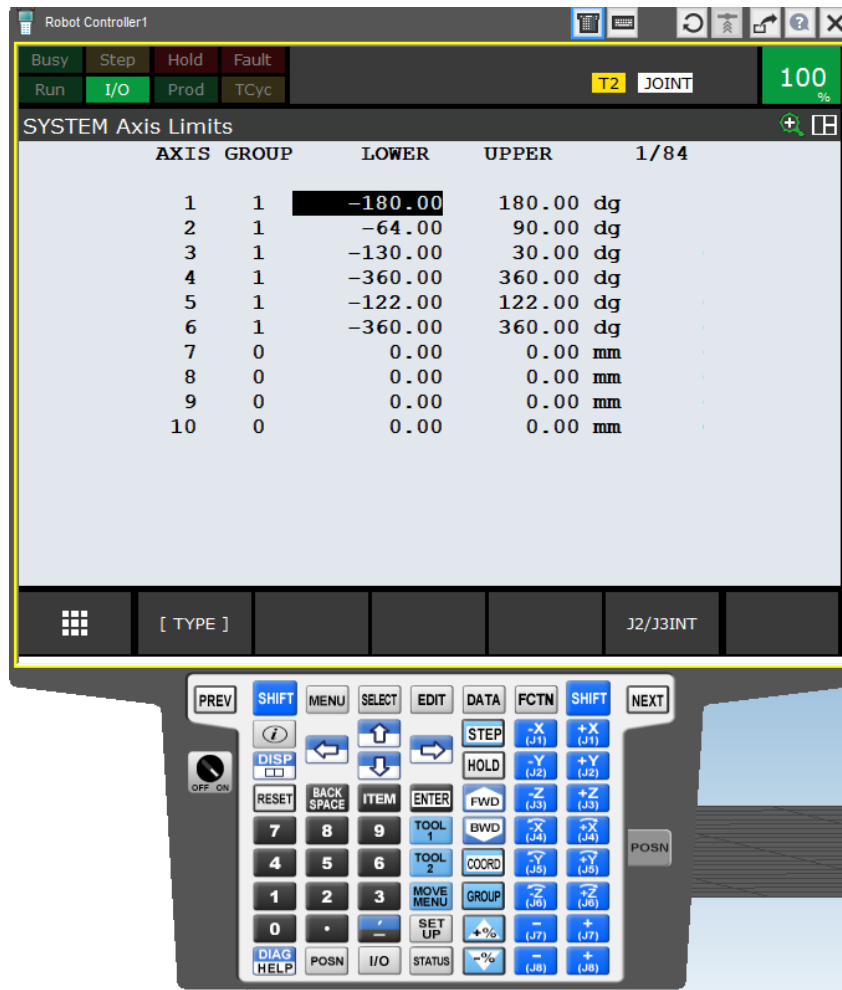 Robot Controller1
Busy Step Hold Fault
Run I/O Prod TCyc
T2 JOINT
100
%
SYSTEM Axis Limits
AXIS GROUP LOWER UPPER 1/84
1 1 -180.00 180.00 dg
2 1 -64.00 90.00 dg
3 1 -130.00 30.00 dg
4 1 -360.00 360.00 dg
5 1 -122.00 122.00 dg
6 1 -360.00 360.00 dg
7 0 0.00 0.00 mm
8 0 0.00 0.00 mm
9 0 0.00 0.00 mm
10 0 0.00 0.00 mm
[ TYPE ] J2/J3INT
PREV SHIFT MENU SELECT EDIT DATA FCTN SHIFT NEXT
i STEP -X (J1) +X (J1)
OFF ON DISP HOLD -Y (J2) +Y (J2)
RESET BACK SPACE ITEM ENTER FWD -Z (J3) +Z (J3)
7 8 9 TOOL 1 BWD -X (J4) +X (J4)
4 5 6 TOOL 2 COORD -Y (J5) +Y (J5) POSN
1 2 3 MOVE MENU GROUP -Z (J6) +Z (J6)
0 . , - SET UP +% - (J7) + (J7)
DIAG HELP POSN I/O STATUS -% - (J8) + (J8)